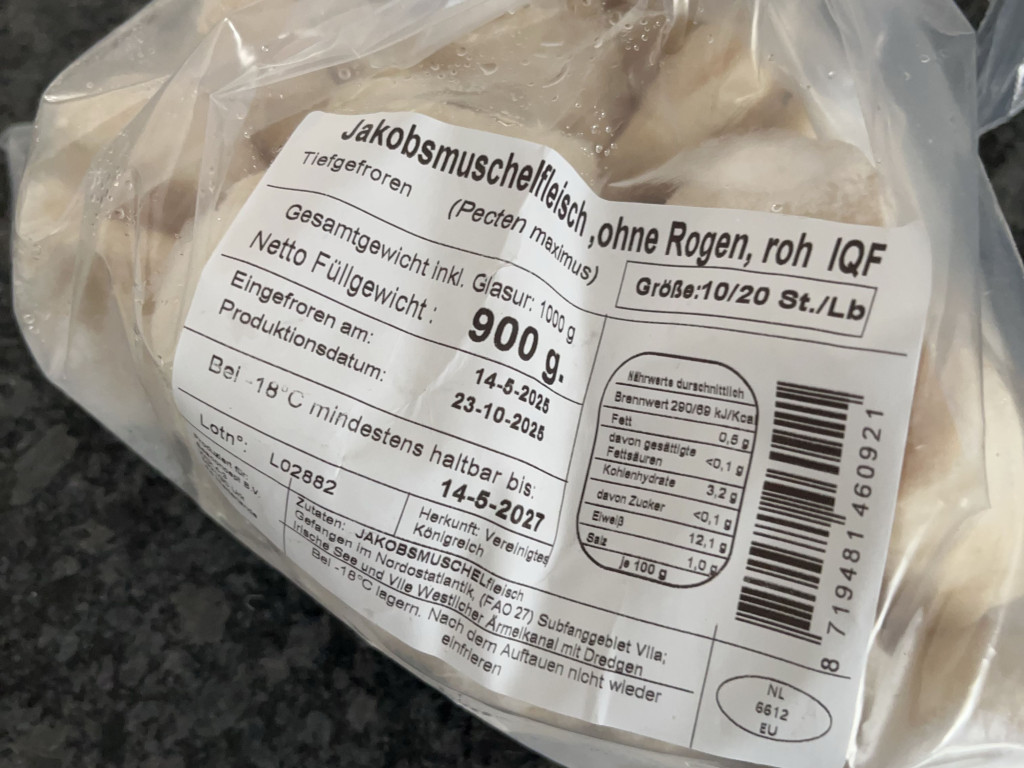 Jakobsmuschelfleisch ,ohne Rogen, roh IQF
Tiefgefroren
(Pecten maximus)
Größe:10/20 St./Lb
Gesamtgewicht inkl. Glasur: 1000 g
Netto Füllgewicht : 900 g.
Eingefroren am: 14-5-2025
Produktionsdatum: 23-10-2025
Bei -18°C mindestens haltbar bis:
14-5-2027
Lotn°: L02882
Herkunft: Vereinigtes
Königreich
Zutaten: JAKOBSMUSCHELfleisch
Gefangen im Nordostatlantik, (FAO 27) Subfanggebiet VIIa;
Irische See und VIIe Westlicher Ärmelkanal mit Dredgen
Bei -18°C lagern. Nach dem Auftauen nicht wieder
einfrieren
Nährwerte durschnittlich
Brennwert 290/69 kJ/Kcal
Fett 0,6 g
davon gesättigte
Fettsäuren <0,1 g
Kohlenhydrate 3,2 g
davon Zucker <0,1 g
Eiweiß 12,1 g
Salz 1,0 g
je 100 g
8 719481 460921
NL
6612
EU